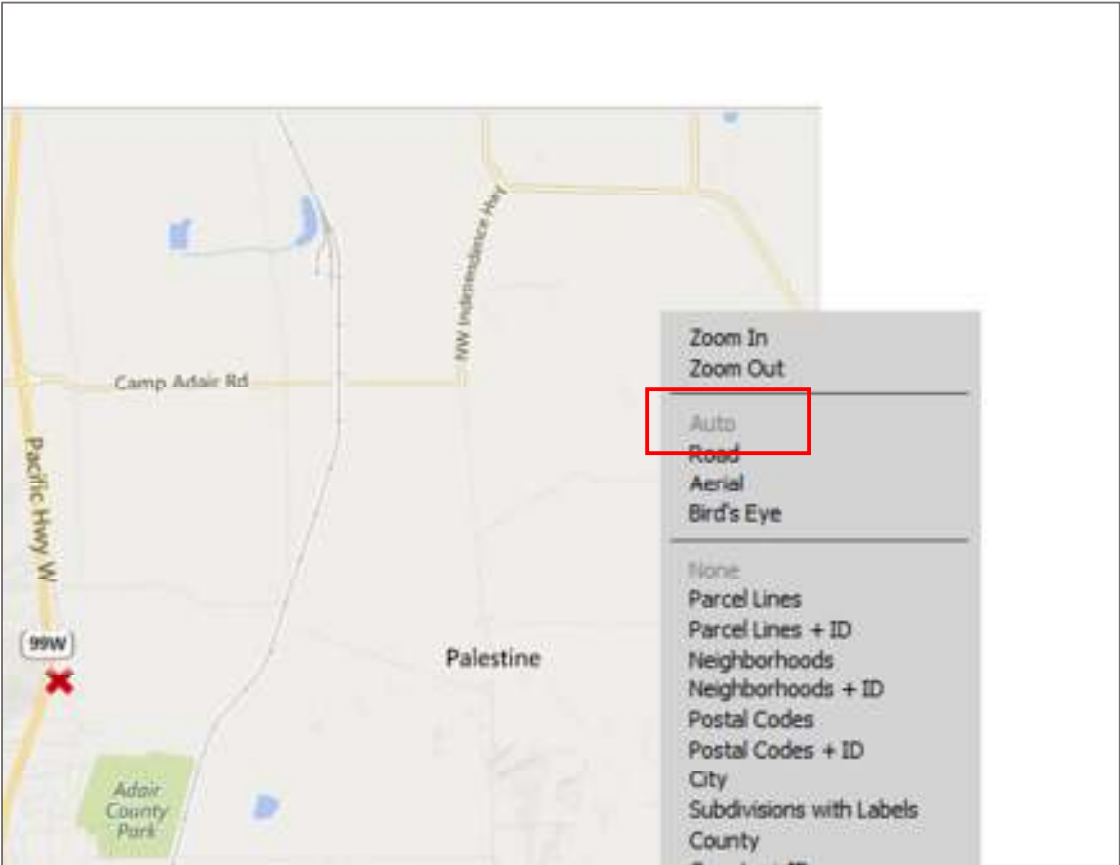 NW Independence Hwy
Camp Adair Rd
Pacific Hwy W
99W
Palestine
Adair
County
Park
Zoom In
Zoom Out
Auto
Road
Aerial
Bird's Eye
None
Parcel Lines
Parcel Lines + ID
Neighborhoods
Neighborhoods + ID
Postal Codes
Postal Codes + ID
City
Subdivisions with Labels
County